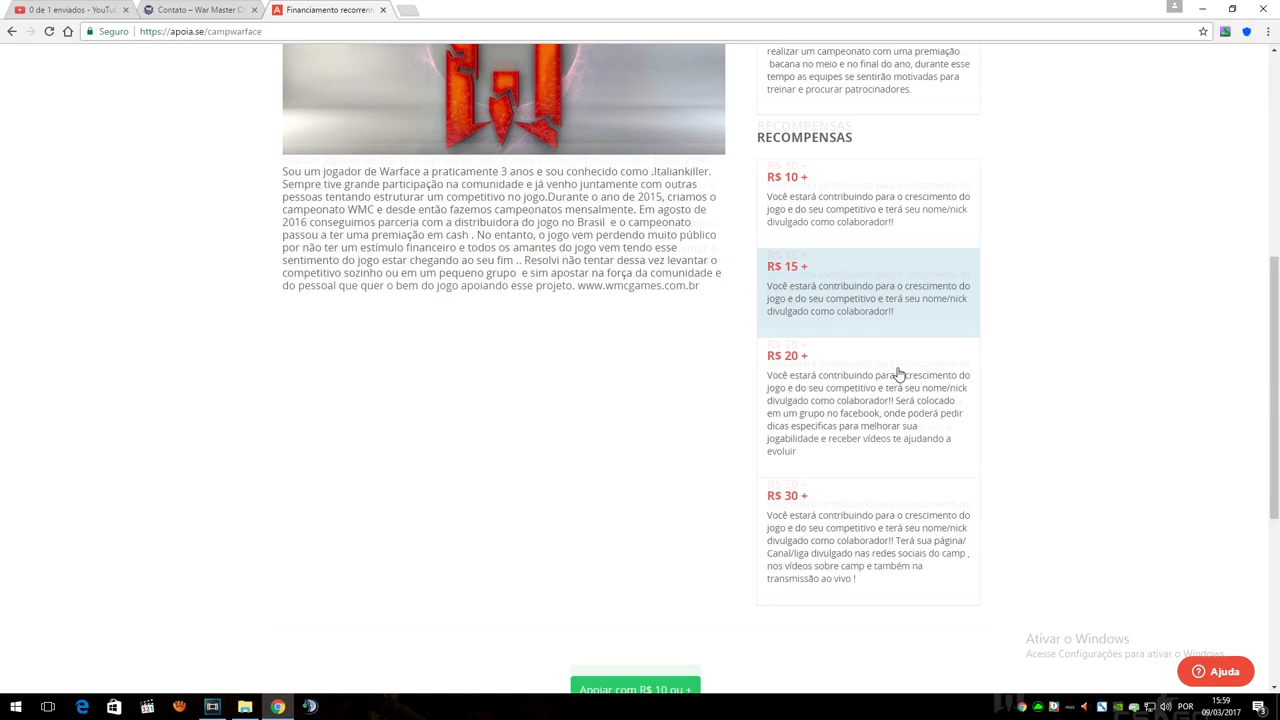 0 de 1 enviados - YouTu
Contato – War Master C
Financiamento recorrent
Seguro
https://apoia.se/campwarface
realizar um campeonato com uma premiação
bacana no meio e no final do ano, durante esse
tempo as equipes se sentirão motivadas para
treinar e procurar patrocinadores.
RECOMPENSAS
Sou um jogador de Warface a praticamente 3 anos e sou conhecido como .Italiankiller.
Sempre tive grande participação na comunidade e já venho juntamente com outras
pessoas tentando estruturar um competitivo no jogo.Durante o ano de 2015, criamos o
campeonato WMC e desde então fazemos campeonatos mensalmente. Em agosto de
2016 conseguimos parceria com a distribuidora do jogo no Brasil e o campeonato
passou a ter uma premiação em cash . No entanto, o jogo vem perdendo muito público
por não ter um estímulo financeiro e todos os amantes do jogo vem tendo esse
sentimento do jogo estar chegando ao seu fim .. Resolvi não tentar dessa vez levantar o
competitivo sozinho ou em um pequeno grupo e sim apostar na força da comunidade e
do pessoal que quer o bem do jogo apoiando esse projeto. www.wmcgames.com.br
R$ 10 +
Você estará contribuindo para o crescimento do
jogo e do seu competitivo e terá seu nome/nick
divulgado como colaborador!!
R$ 15 +
Você estará contribuindo para o crescimento do
jogo e do seu competitivo e terá seu nome/nick
divulgado como colaborador!!
R$ 20 +
Você estará contribuindo para o crescimento do
jogo e do seu competitivo e terá seu nome/nick
divulgado como colaborador!! Será colocado
em um grupo no facebook, onde poderá pedir
dicas especificas para melhorar sua
jogabilidade e receber vídeos te ajudando a
evoluir
R$ 30 +
Você estará contribuindo para o crescimento do
jogo e do seu competitivo e terá seu nome/nick
divulgado como colaborador!! Terá sua página/
Canal/liga divulgado nas redes sociais do camp ,
nos vídeos sobre camp e também na
transmissão ao vivo !
Ativar o Windows
Acesse Configurações para ativar o Windows.
Ajuda
Apoiar com R$ 10 ou +
POR
15:59
09/03/2017